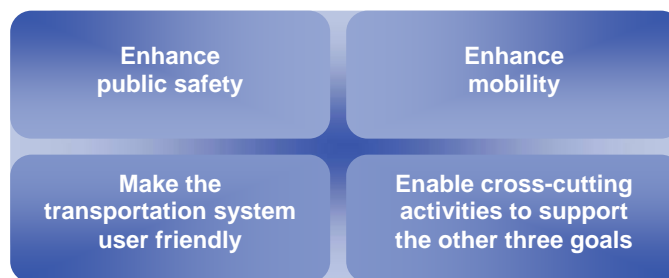 Enhance
public safety
Enhance
mobility
Make the
transportation system
user friendly
Enable cross-cutting
activities to support
the other three goals